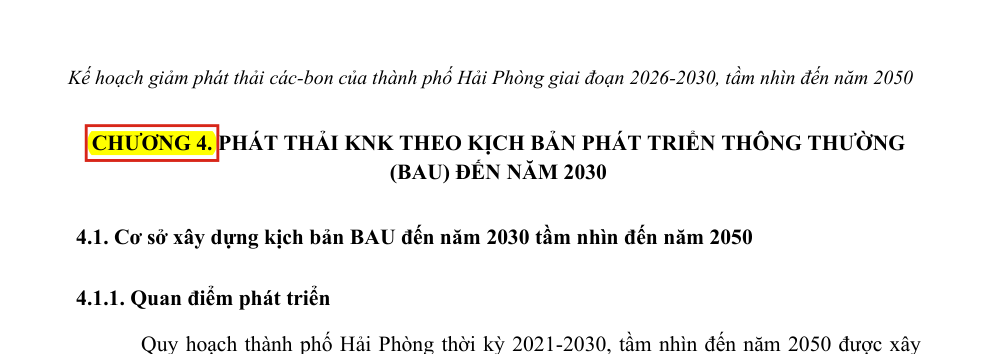 Kế hoạch giảm phát thải các-bon của thành phố Hải Phòng giai đoạn 2026-2030, tầm nhìn đến năm 2050
CHƯƠNG 4. PHÁT THẢI KNK THEO KỊCH BẢN PHÁT TRIỂN THÔNG THƯỜNG
(BAU) ĐẾN NĂM 2030
4.1. Cơ sở xây dựng kịch bản BAU đến năm 2030 tầm nhìn đến năm 2050
4.1.1. Quan điểm phát triển
Quy hoạch thành phố Hải Phòng thời kỳ 2021-2030, tầm nhìn đến năm 2050 được xây